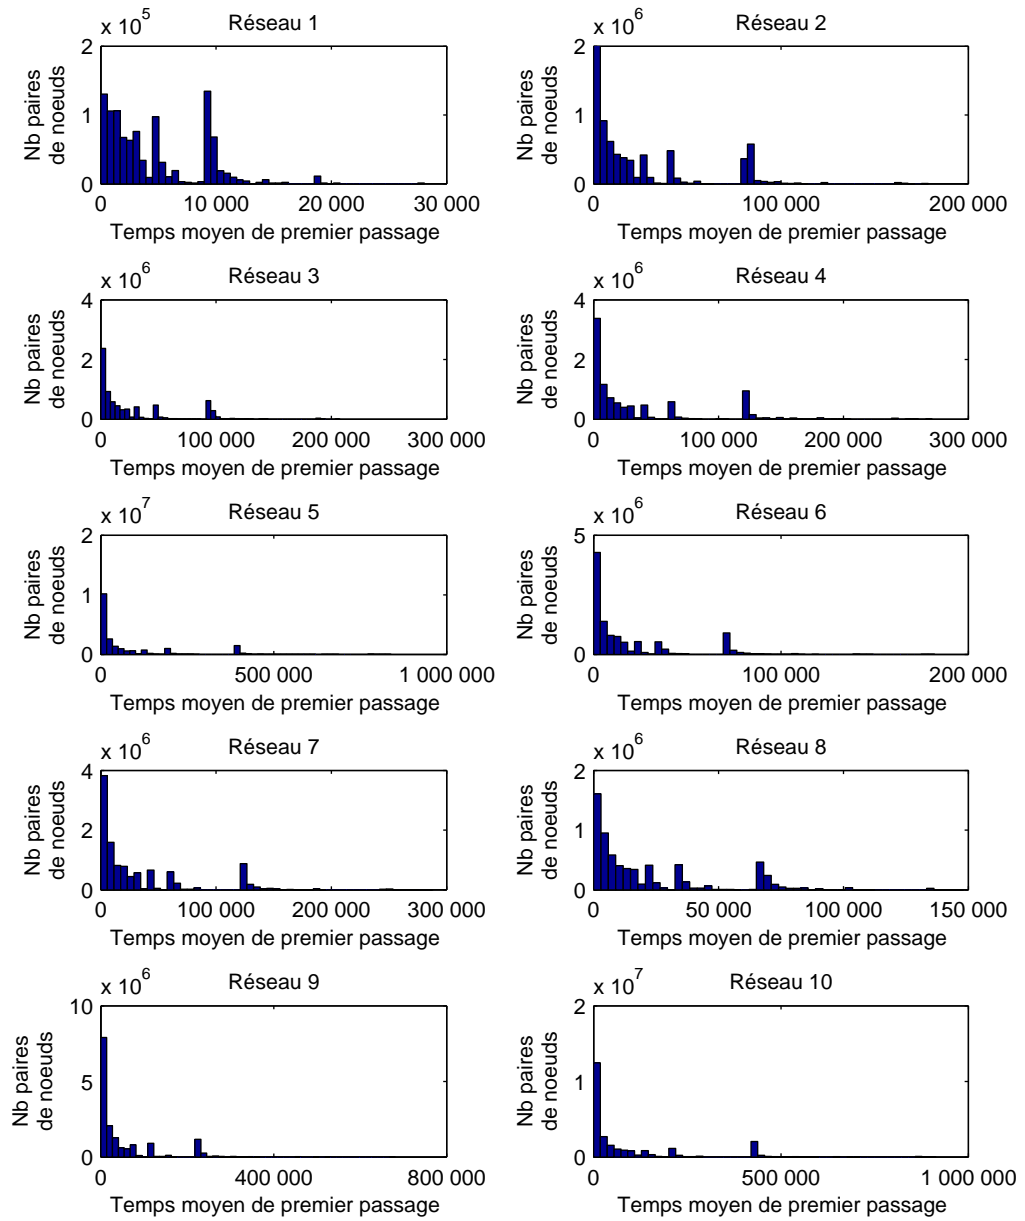 x 10^5
Réseau 1
2
1
0
Nb paires
de noeuds
0 10 000 20 000 30 000
Temps moyen de premier passage
x 10^6
Réseau 2
2
1
0
Nb paires
de noeuds
0 100 000 200 000
Temps moyen de premier passage
x 10^6
Réseau 3
4
2
0
Nb paires
de noeuds
0 100 000 200 000 300 000
Temps moyen de premier passage
x 10^6
Réseau 4
4
2
0
Nb paires
de noeuds
0 100 000 200 000 300 000
Temps moyen de premier passage
x 10^7
Réseau 5
2
1
0
Nb paires
de noeuds
0 500 000 1 000 000
Temps moyen de premier passage
x 10^6
Réseau 6
5
0
Nb paires
de noeuds
0 100 000 200 000
Temps moyen de premier passage
x 10^6
Réseau 7
4
2
0
Nb paires
de noeuds
0 100 000 200 000 300 000
Temps moyen de premier passage
x 10^6
Réseau 8
2
1
0
Nb paires
de noeuds
0 50 000 100 000 150 000
Temps moyen de premier passage
x 10^6
Réseau 9
10
5
0
Nb paires
de noeuds
0 400 000 800 000
Temps moyen de premier passage
x 10^7
Réseau 10
2
1
0
Nb paires
de noeuds
0 500 000 1 000 000
Temps moyen de premier passage